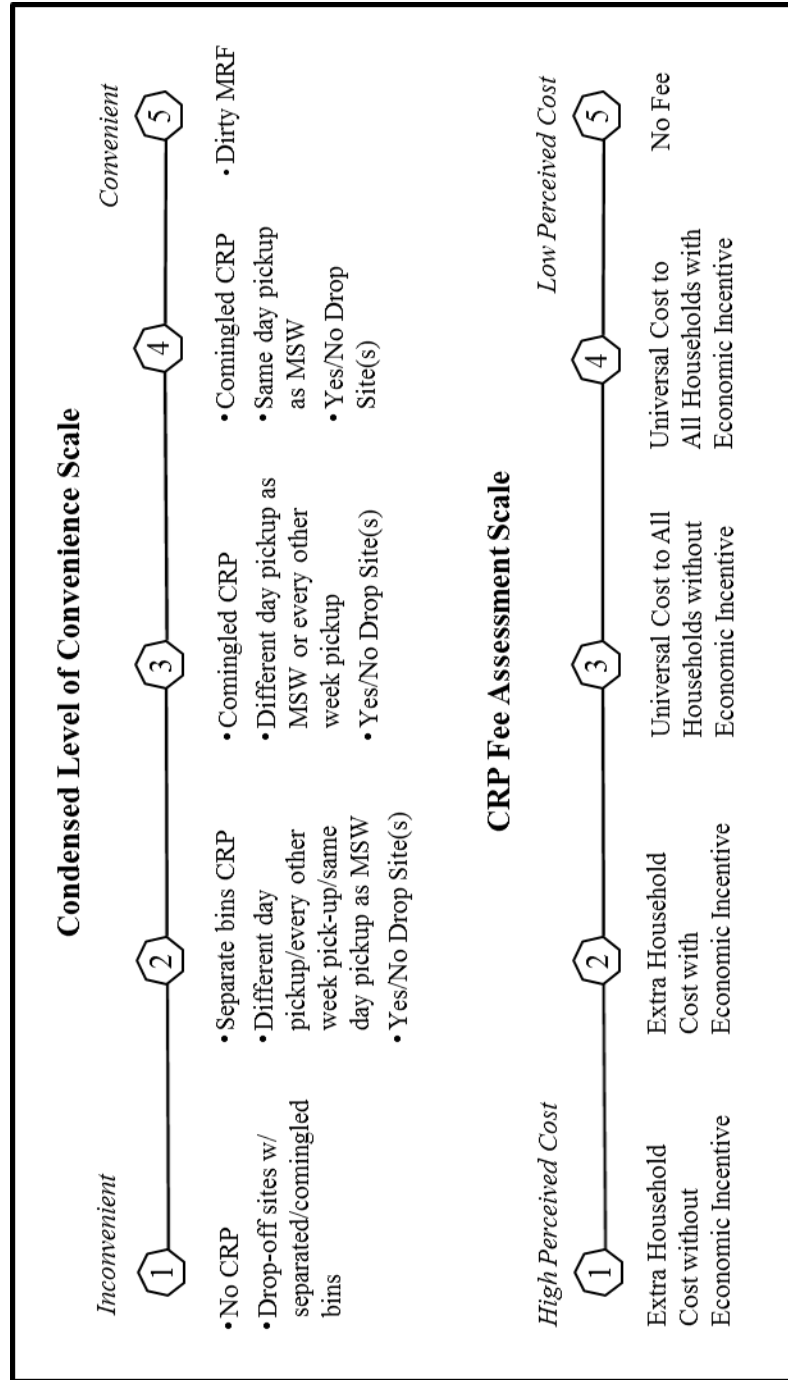 Condensed Level of Convenience Scale
Inconvenient
Convenient
1
2
3
4
5
•No CRP
•Drop-off sites w/
separated/comingled
bins
•Separate bins CRP
•Different day
pickup/every other
week pick-up/same
day pickup as MSW
•Yes/No Drop Site(s)
•Comingled CRP
•Different day pickup as
MSW or every other
week pickup
•Yes/No Drop Site(s)
•Comingled CRP
•Same day pickup
as MSW
•Yes/No Drop
Site(s)
•Dirty MRF
CRP Fee Assessment Scale
High Perceived Cost
Low Perceived Cost
1
2
3
4
5
Extra Household
Cost without
Economic Incentive
Extra Household
Cost with
Economic Incentive
Universal Cost to All
Households without
Economic Incentive
Universal Cost to
All Households with
Economic Incentive
No Fee